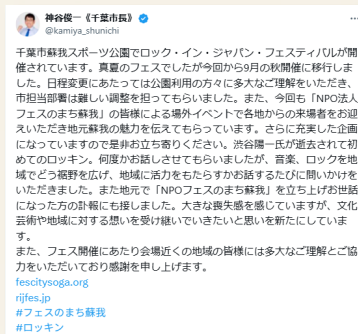 神谷俊一《千葉市長》
@kamiya_shunichi
千葉市蘇我スポーツ公園でロック・イン・ジャパン・フェスティバルが開
催されています。真夏のフェスでしたが今回から9月の秋開催に移行しま
した。日程変更にあたっては公園利用の方々に多大なご理解をいただき、
市担当部署は難しい調整を担ってもらいました。また、今回も「NPO法人
フェスのまち蘇我」の皆様による場外イベントで各地からの来場者をお迎
えいただき地元蘇我の魅力を伝えてもらっています。さらに充実した企画
になっていますので是非お立ち寄りください。渋谷陽一氏が逝去されて初
めてのロッキン。何度かお話しさせてもらいましたが、音楽、ロックを地
域でどう裾野を広げ、地域に活力をもたらすかお話するたびに問いかけを
いただきました。また地元で「NPOフェスのまち蘇我」を立ち上げお世話
になった方の訃報にも接しました。大きな喪失感を感じていますが、文化
芸術や地域に対する想いを受け継いでいきたいと思いを新たにしていま
す。
また、フェス開催にあたり会場近くの地域の皆様には多大なご理解とご協
力をいただいており感謝を申し上げます。
fescitysoga.org
rijfes.jp
#フェスのまち蘇我
#ロッキン